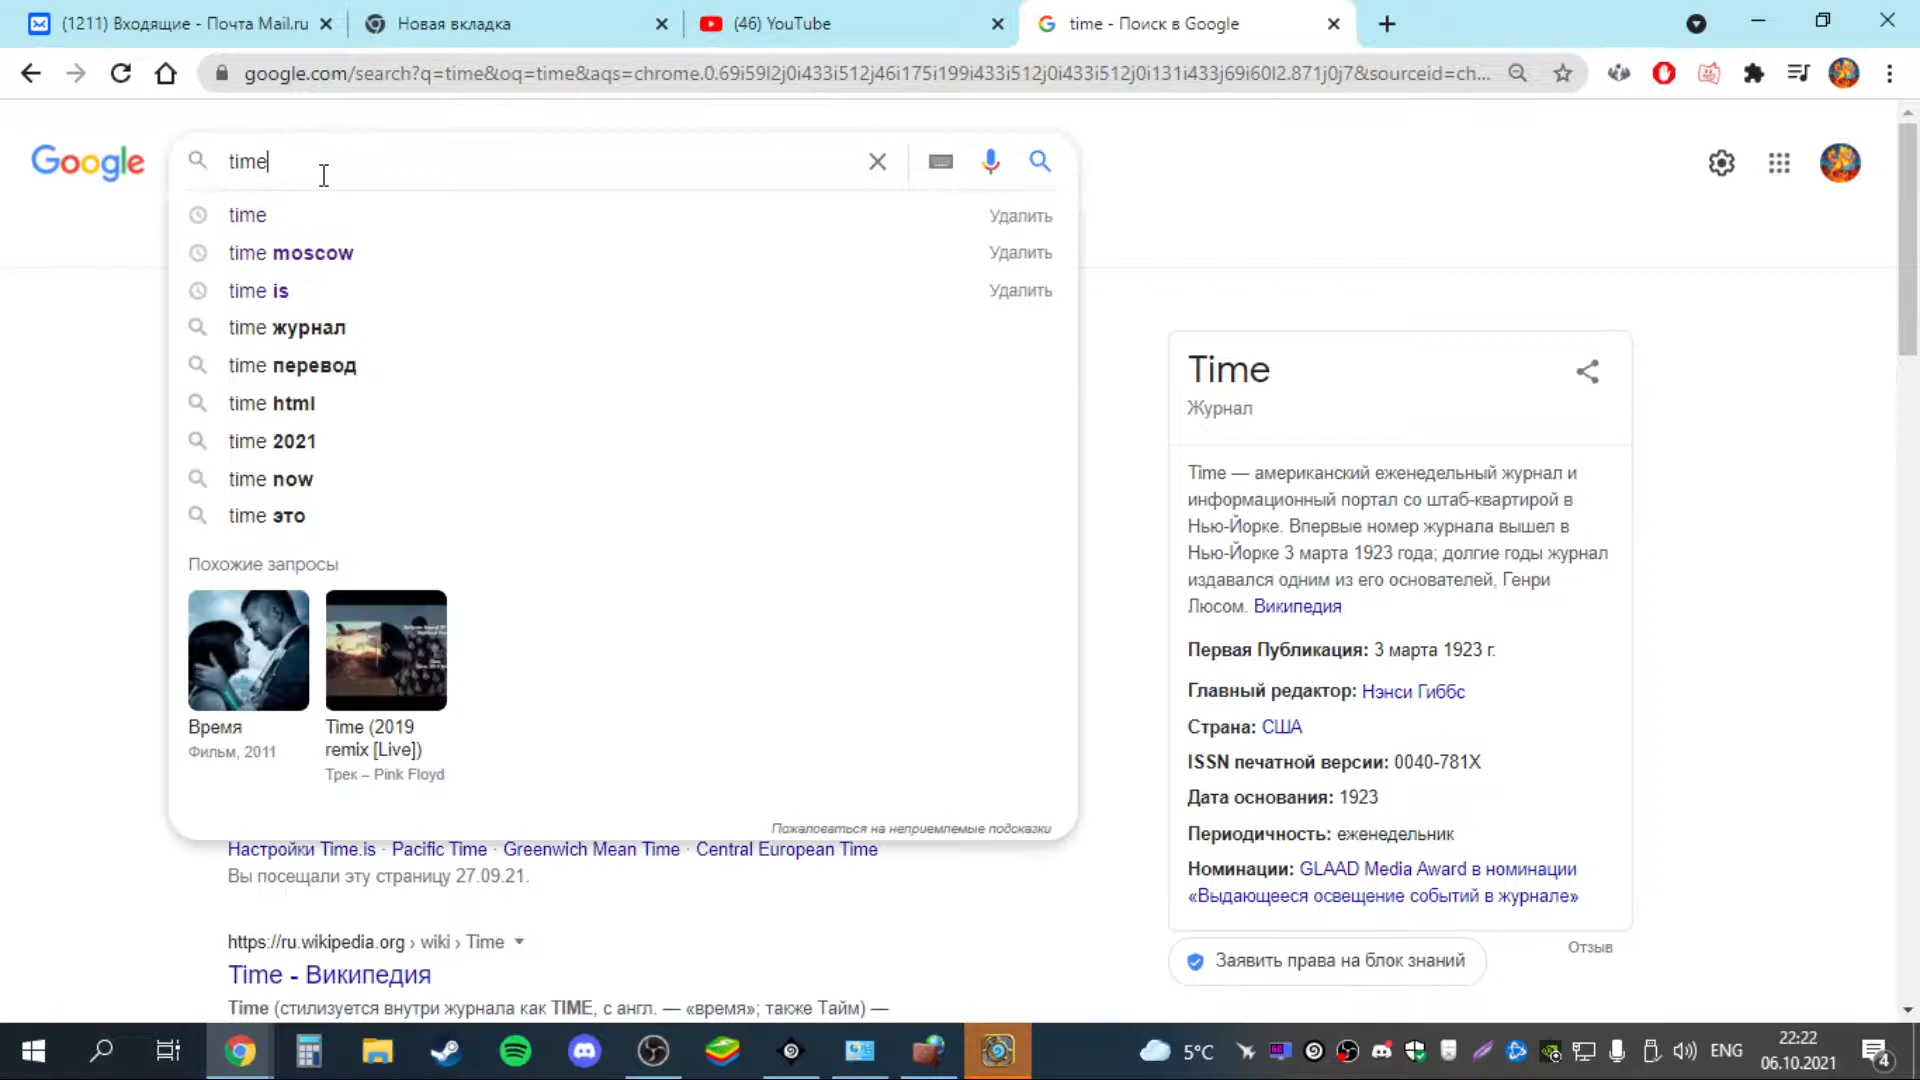 (1211) Входящие - Почта Mail.ru
Новая вкладка
(46) YouTube
time - Поиск в Google
google.com/search?q=time&oq=time&aqs=chrome.0.69i59l2j0i433i512j46i175i199i433i512j0i433i512j0i131i433j69i60l2.871j0j7&sourceid=ch...
Google
time
time Удалить
time moscow Удалить
time is Удалить
time журнал
time перевод
time html
time 2021
time now
time это
Похожие запросы
Время
Фильм, 2011
Time (2019
remix [Live])
Трек – Pink Floyd
Пожаловаться на неприемлемые подсказки
Настройки Time.is · Pacific Time · Greenwich Mean Time · Central European Time
Вы посещали эту страницу 27.09.21.
https://ru.wikipedia.org › wiki › Time
Time - Википедия
Time (стилизуется внутри журнала как TIME, с англ. — «время»; также Тайм) —
Time
Журнал
Time — американский еженедельный журнал и
информационный портал со штаб-квартирой в
Нью-Йорке. Впервые номер журнала вышел в
Нью-Йорке 3 марта 1923 года; долгие годы журнал
издавался одним из его основателей, Генри
Люсом. Википедия
Первая Публикация: 3 марта 1923 г.
Главный редактор: Нэнси Гиббс
Страна: США
ISSN печатной версии: 0040-781X
Дата основания: 1923
Периодичность: еженедельник
Номинации: GLAAD Media Award в номинации
«Выдающееся освещение событий в журнале»
Отзыв
Заявить права на блок знаний
5°C
ENG
22:22
06.10.2021
4